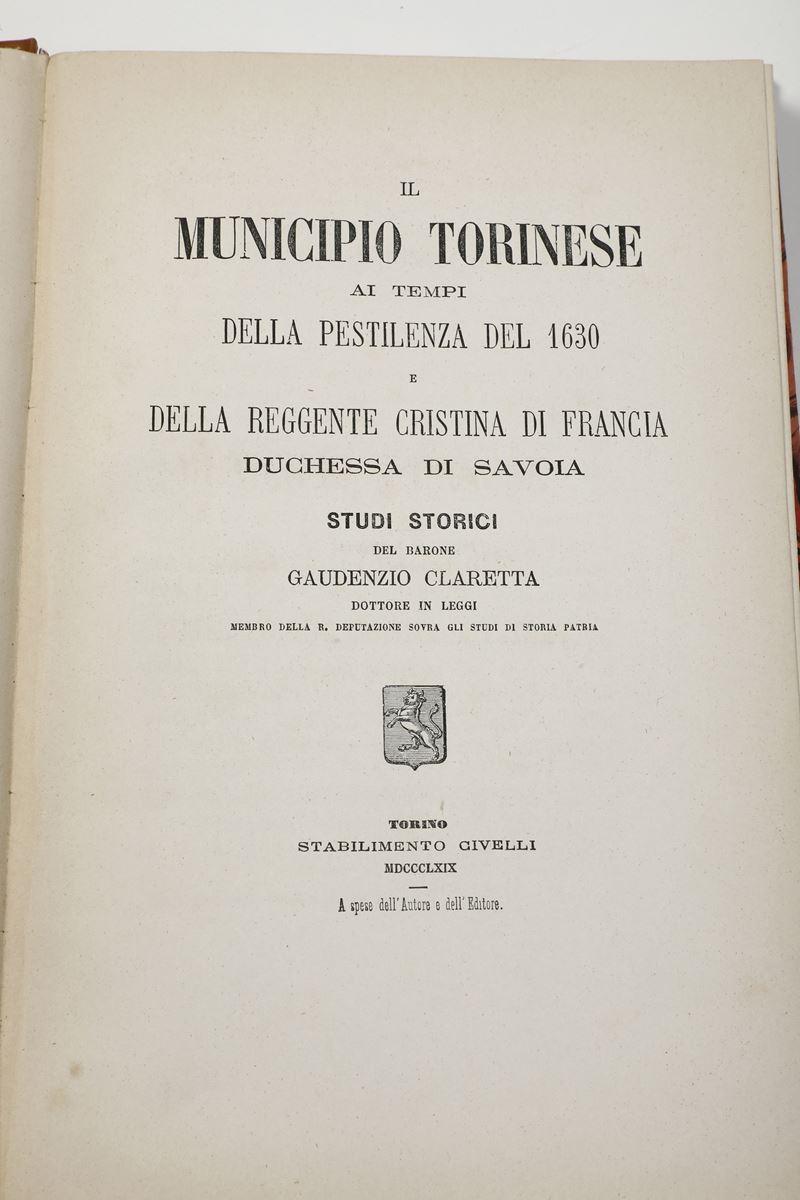 IL
MUNICIPIO TORINESE
AI TEMPI
DELLA PESTILENZA DEL 1630
E
DELLA REGGENTE CRISTINA DI FRANCIA
DUCHESSA DI SAVOIA
STUDI STORICI
DEL BARONE
GAUDENZIO CLARETTA
DOTTORE IN LEGGI
MEMBRO DELLA R. DEPUTAZIONE SOVRA GLI STUDI DI STORIA PATRIA
TORINO
STABILIMENTO CIVELLI
MDCCCLXIX
A spese dell'Autore e dell'Editore.